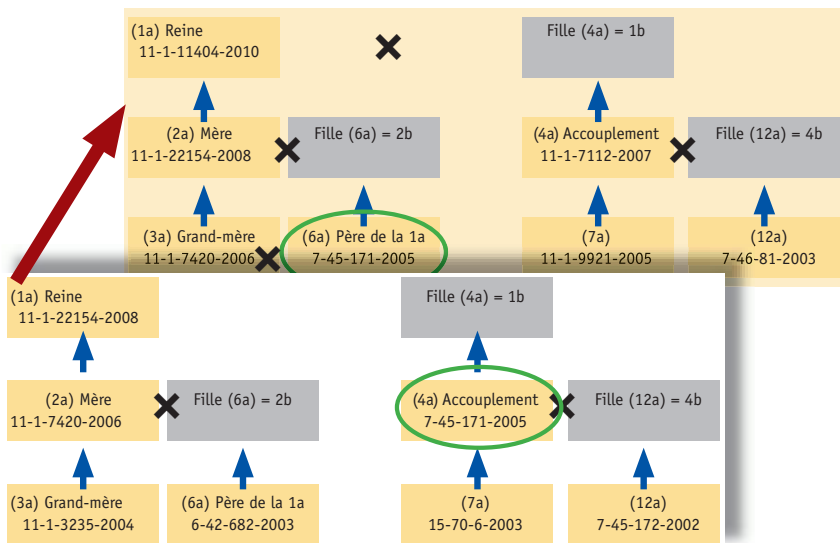 (1a) Reine
11-1-11404-2010
Fille (4a) = 1b
(2a) Mère
11-1-22154-2008
Fille (6a) = 2b
(4a) Accouplement
11-1-7112-2007
Fille (12a) = 4b
(3a) Grand-mère
11-1-7420-2006
(6a) Père de la 1a
7-45-171-2005
(7a)
11-1-9921-2005
(12a)
7-46-81-2003
(1a) Reine
11-1-22154-2008
Fille (4a) = 1b
(2a) Mère
11-1-7420-2006
Fille (6a) = 2b
(4a) Accouplement
7-45-171-2005
Fille (12a) = 4b
(3a) Grand-mère
11-1-3235-2004
(6a) Père de la 1a
6-42-682-2003
(7a)
15-70-6-2003
(12a)
7-45-172-2002